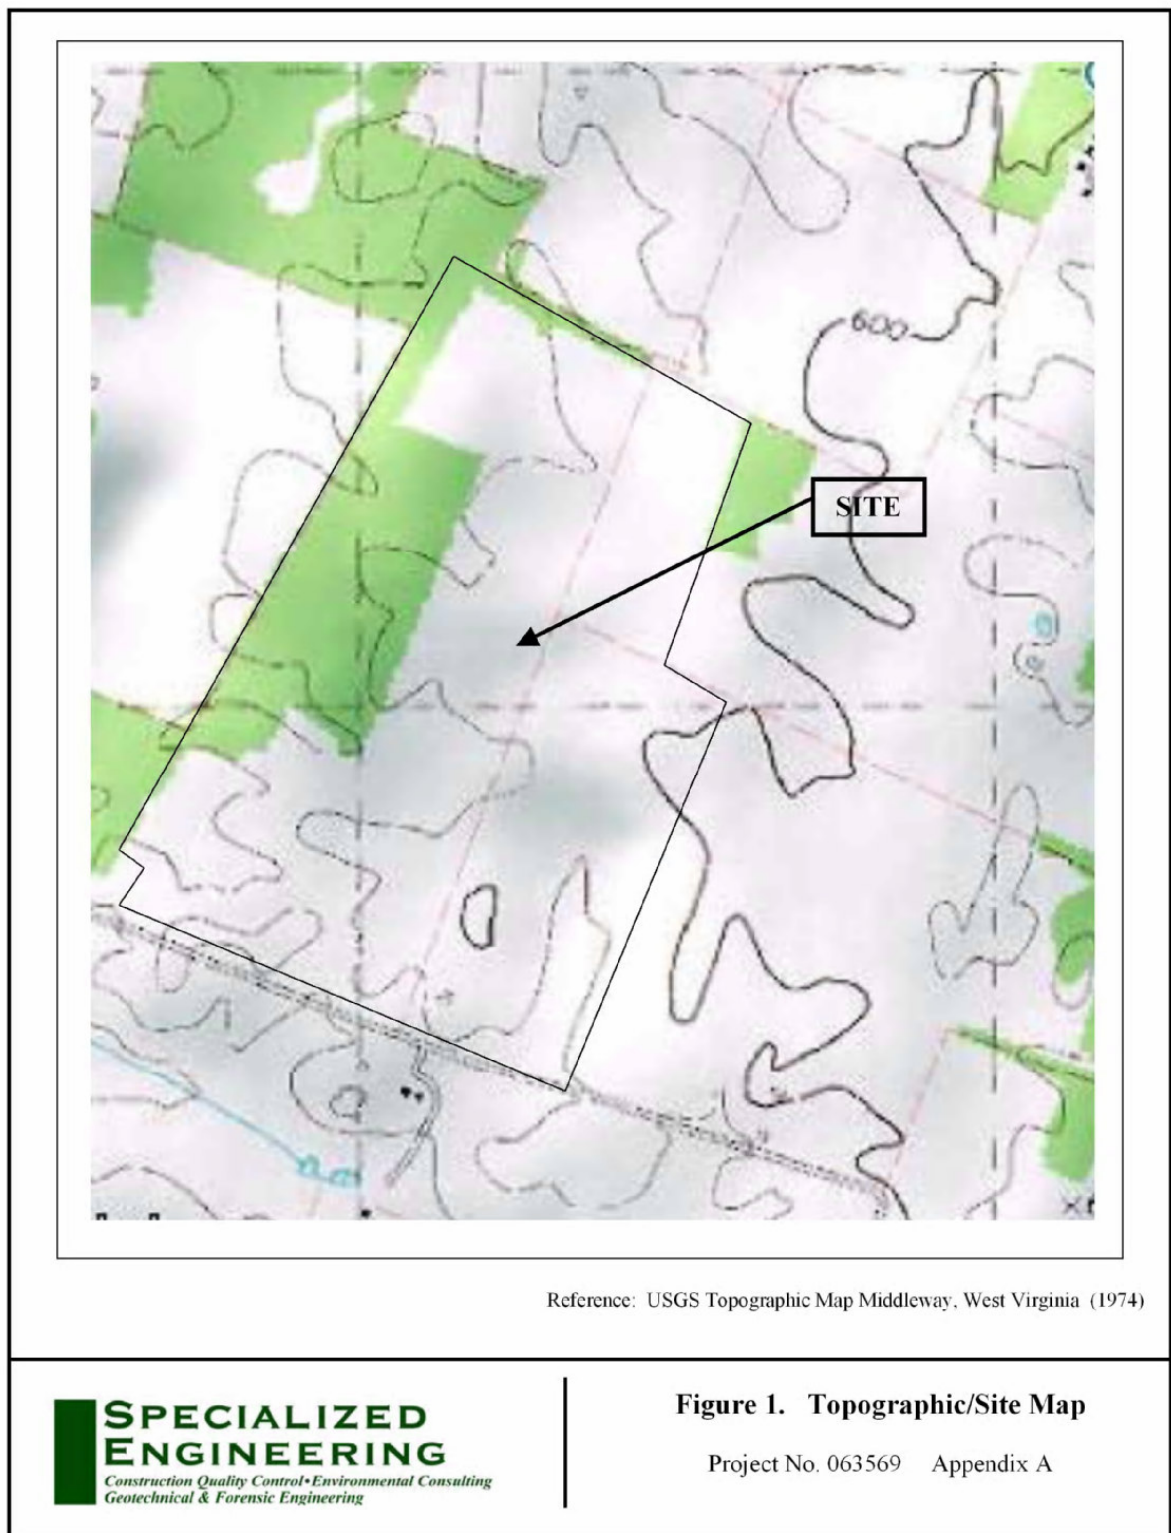 600
SITE
Reference: USGS Topographic Map Middleway, West Virginia (1974)
SPECIALIZED
ENGINEERING
Construction Quality Control•Environmental Consulting
Geotechnical & Forensic Engineering
Figure 1. Topographic/Site Map
Project No. 063569 Appendix A